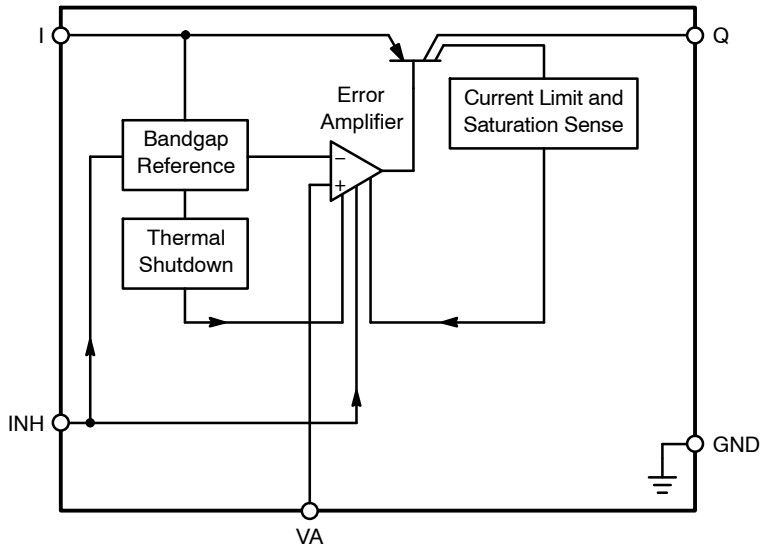 I
Q
Error
Amplifier
Current Limit and
Saturation Sense
Bandgap
Reference
−
+
Thermal
Shutdown
INH
GND
VA